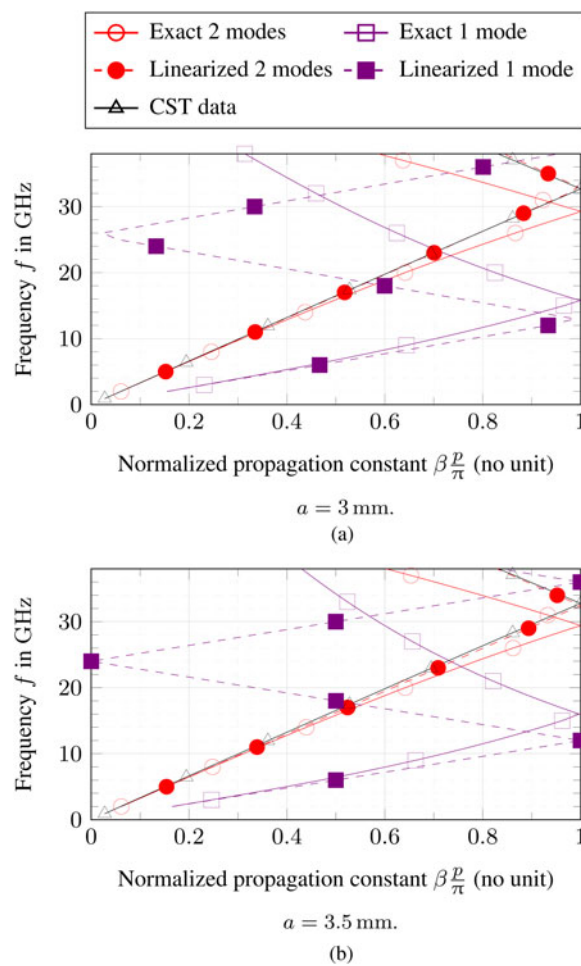 Exact 2 modes Exact 1 mode
Linearized 2 modes Linearized 1 mode
CST data
Frequency f in GHz
30
20
10
0
0 0.2 0.4 0.6 0.8 1
Normalized propagation constant β p/π (no unit)
a = 3 mm.
(a)
Frequency f in GHz
30
20
10
0
0 0.2 0.4 0.6 0.8 1
Normalized propagation constant β p/π (no unit)
a = 3.5 mm.
(b)